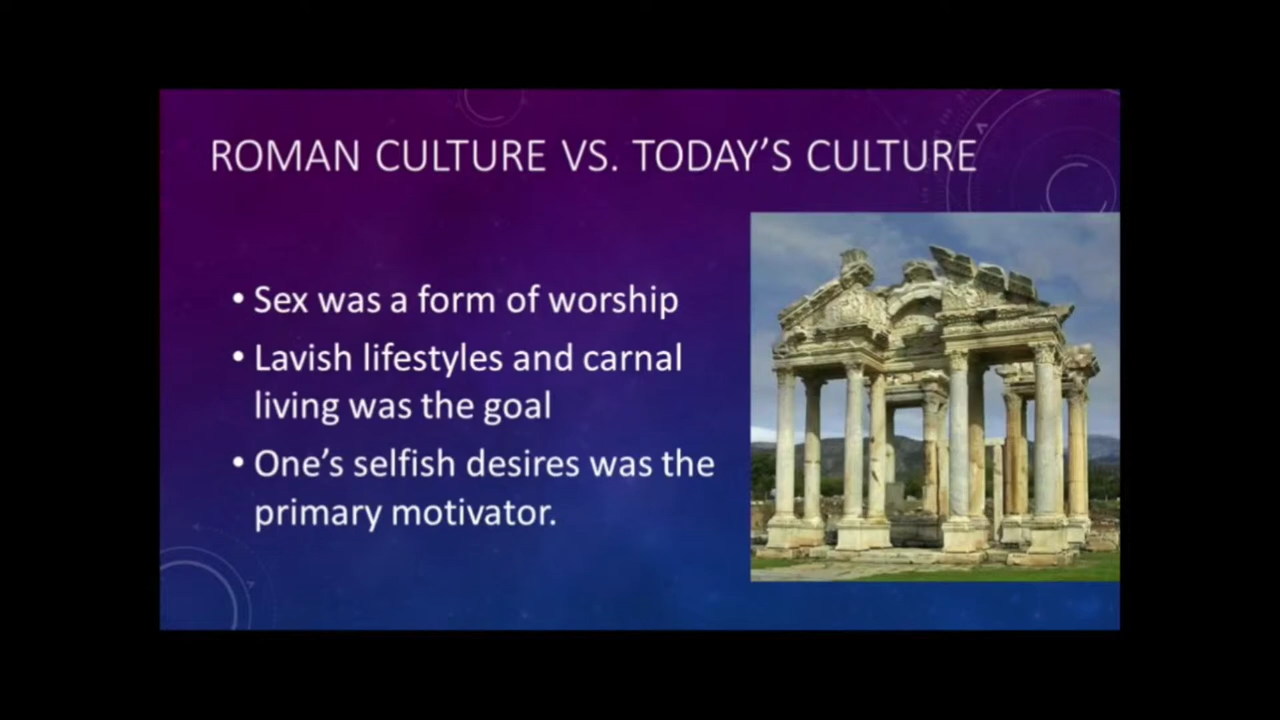 ROMAN CULTURE VS. TODAY’S CULTURE
• Sex was a form of worship
• Lavish lifestyles and carnal
living was the goal
• One’s selfish desires was the
primary motivator.